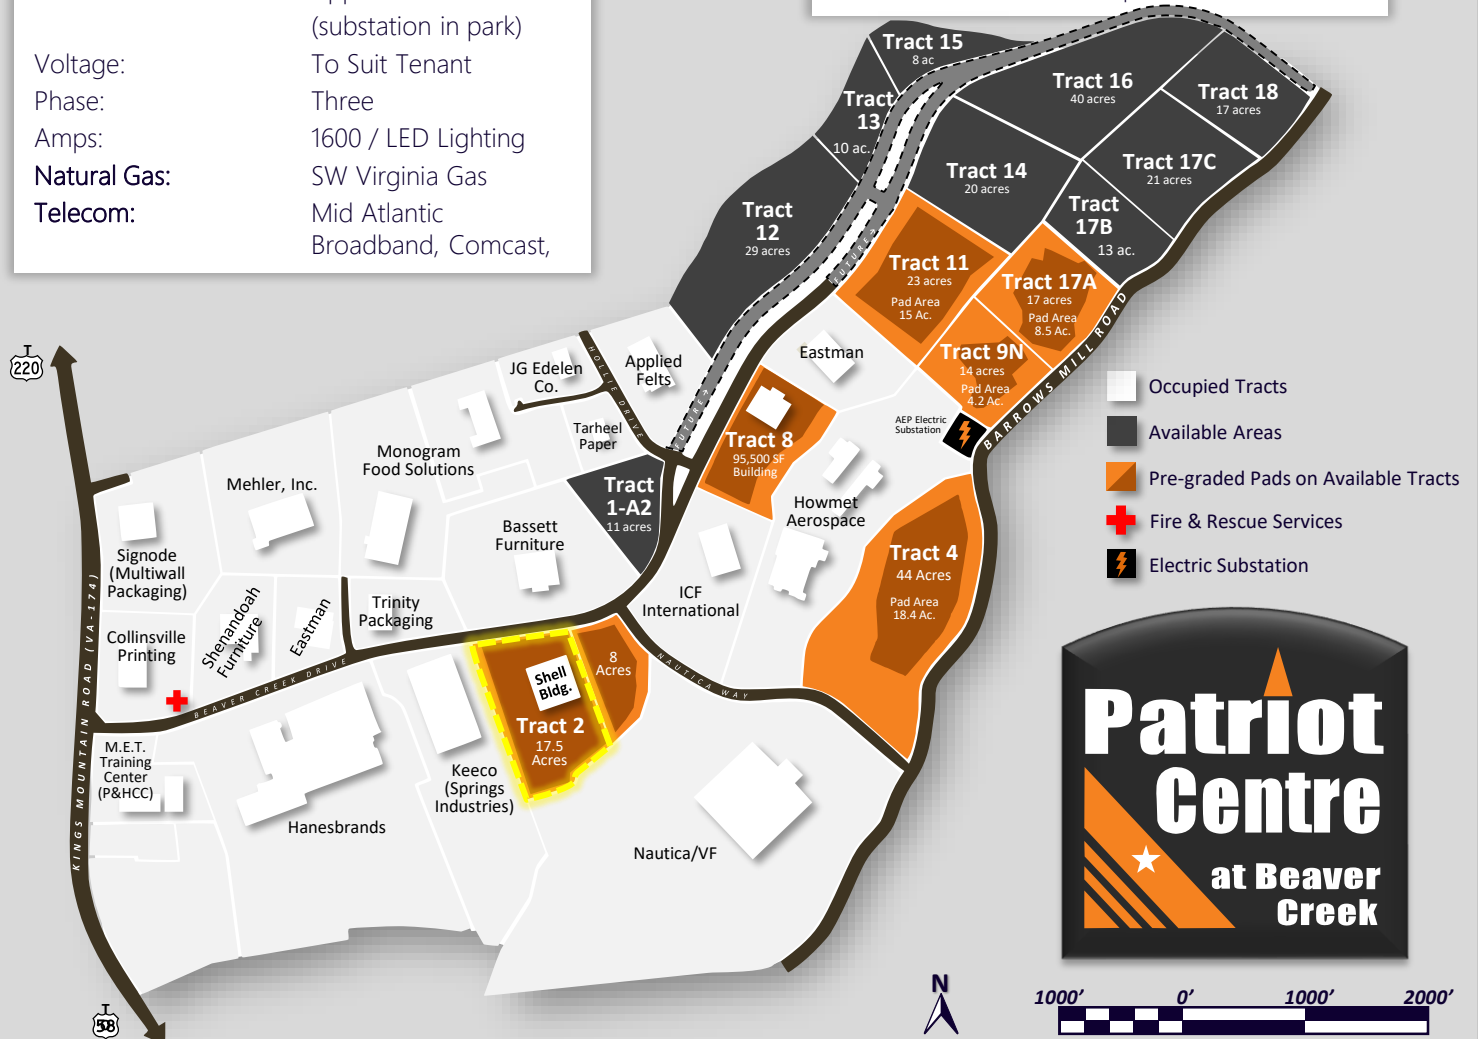 (substation in park)
Voltage: To Suit Tenant
Phase: Three
Amps: 1600 / LED Lighting
Natural Gas: SW Virginia Gas
Telecom: Mid Atlantic
Broadband, Comcast,
Tract 15
8 ac
Tract 16
40 acres
Tract 18
17 acres
Tract
13
10 ac.
Tract 14
20 acres
Tract 17C
21 acres
Tract
17B
13 ac.
Tract
12
29 acres
FUTURE
Tract 11
23 acres
Pad Area
15 Ac.
Tract 17A
17 acres
Pad Area
8.5 Ac.
Tract 9N
14 acres
Pad Area
4.2 Ac.
BARROWS MILL ROAD
220
JG Edelen
Co.
HOLLIE DRIVE
Applied
Felts
Eastman
FUTURE
AEP Electric
Substation
Tarheel
Paper
Monogram
Food Solutions
Mehler, Inc.
Tract 8
95,500 SF
Building
Howmet
Aerospace
Tract
1-A2
11 acres
Bassett
Furniture
Signode
(Multiwall
Packaging)
Tract 4
44 Acres
Pad Area
18.4 Ac.
ICF
International
Trinity
Packaging
Eastman
Shenandoah
Furniture
Collinsville
Printing
KINGS MOUNTAIN ROAD (VA-174)
BEAVER CREEK DRIVE
NAUTICA WAY
Shell
Bldg.
Tract 2
17.5
Acres
8
Acres
M.E.T.
Training
Center
(P&HCC)
Keeco
(Springs
Industries)
Hanesbrands
Nautica/VF
58
Occupied Tracts
Available Areas
Pre-graded Pads on Available Tracts
Fire & Rescue Services
Electric Substation
Patriot
Centre
at Beaver
Creek
N
1000’ 0’ 1000’ 2000’